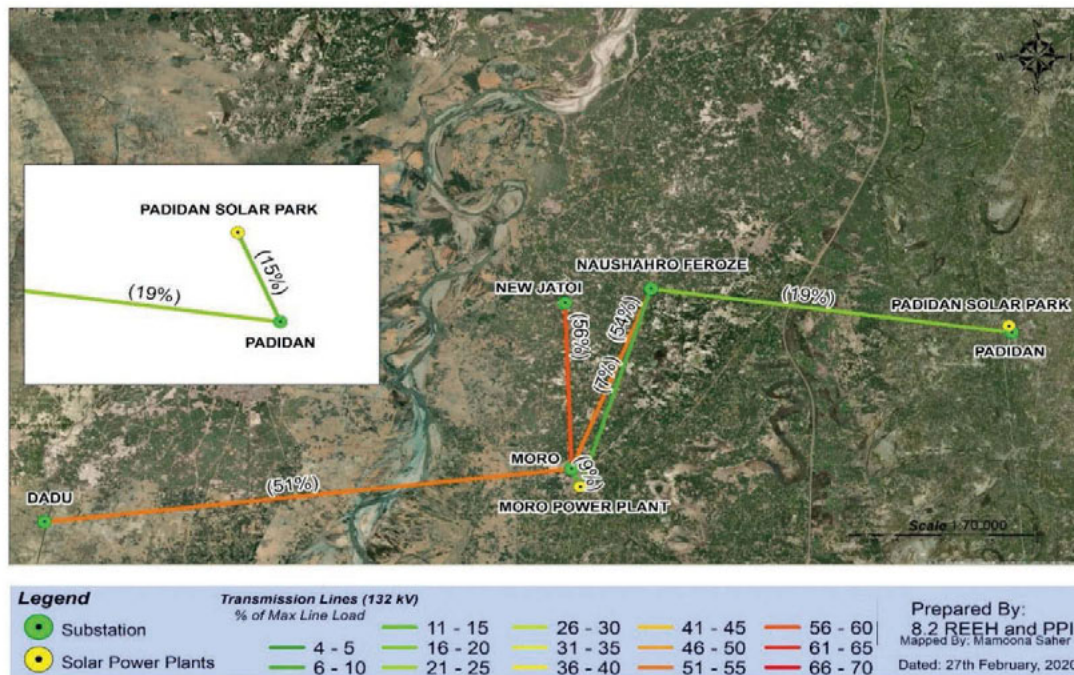 PADIDAN SOLAR PARK
(15%)
(19%)
PADIDAN
NAUSHAHRO FEROZE
NEW JATOI
(56%)
(54%)
(7%)
(19%)
PADIDAN SOLAR PARK
PADIDAN
MORO
(9%)
MORO POWER PLANT
(51%)
DADU
Scale 1:70,000
Legend
Substation
Solar Power Plants
Transmission Lines (132 kV)
% of Max Line Load
4 - 5
6 - 10
11 - 15
16 - 20
21 - 25
26 - 30
31 - 35
36 - 40
41 - 45
46 - 50
51 - 55
56 - 60
61 - 65
66 - 70
Prepared By:
8.2 REEH and PPI
Mapped By: Mamoona Saher
Dated: 27th February, 2020